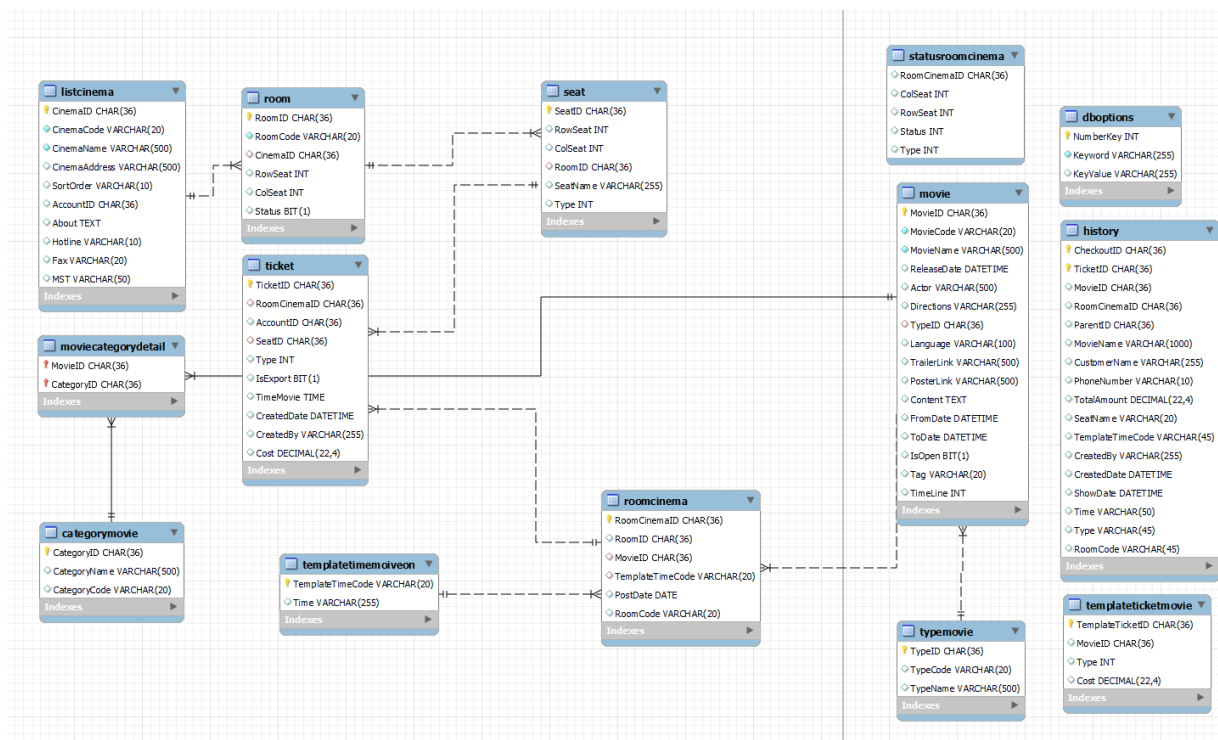 listcinema
CinemaID CHAR(36)
CinemaCode VARCHAR(20)
CinemaName VARCHAR(500)
CinemaAddress VARCHAR(500)
SortOrder VARCHAR(10)
AccountID CHAR(36)
About TEXT
Hotline VARCHAR(10)
Fax VARCHAR(20)
MST VARCHAR(50)
Indexes
room
RoomID CHAR(36)
RoomCode VARCHAR(20)
CinemaID CHAR(36)
RowSeat INT
ColSeat INT
Status BIT(1)
Indexes
seat
SeatID CHAR(36)
RowSeat INT
ColSeat INT
RoomID CHAR(36)
SeatName VARCHAR(255)
Type INT
Indexes
statusroomcinema
RoomCinemaID CHAR(36)
ColSeat INT
RowSeat INT
Status INT
Type INT
Indexes
dboptions
NumberKey INT
Keyword VARCHAR(255)
KeyValue VARCHAR(255)
Indexes
ticket
TicketID CHAR(36)
RoomCinemaID CHAR(36)
AccountID CHAR(36)
SeatID CHAR(36)
Type INT
IsExport BIT(1)
TimeMovie TIME
CreatedDate DATETIME
CreatedBy VARCHAR(255)
Cost DECIMAL(22,4)
Indexes
movie
MovieID CHAR(36)
MovieCode VARCHAR(20)
MovieName VARCHAR(500)
ReleaseDate DATETIME
Actor VARCHAR(500)
Directions VARCHAR(255)
TypeID CHAR(36)
Language VARCHAR(100)
TrailerLink VARCHAR(500)
PosterLink VARCHAR(500)
Content TEXT
FromDate DATETIME
ToDate DATETIME
IsOpen BIT(1)
Tag VARCHAR(20)
TimeLine INT
Indexes
history
CheckoutID CHAR(36)
TicketID CHAR(36)
MovieID CHAR(36)
RoomCinemaID CHAR(36)
ParentID CHAR(36)
MovieName VARCHAR(1000)
CustomerName VARCHAR(255)
PhoneNumber VARCHAR(10)
TotalAmount DECIMAL(22,4)
SeatName VARCHAR(20)
TemplateTimeCode VARCHAR(45)
CreatedBy VARCHAR(255)
CreatedDate DATETIME
ShowDate DATETIME
Time VARCHAR(50)
Type VARCHAR(45)
RoomCode VARCHAR(45)
Indexes
moviecategorydetail
MovieID CHAR(36)
CategoryID CHAR(36)
Indexes
categorymovie
CategoryID CHAR(36)
CategoryName VARCHAR(500)
CategoryCode VARCHAR(20)
Indexes
templatetimemoiveon
TemplateTimeCode VARCHAR(20)
Time VARCHAR(255)
Indexes
roomcinema
RoomCinemaID CHAR(36)
RoomID CHAR(36)
MovieID CHAR(36)
TemplateTimeCode VARCHAR(20)
PostDate DATE
RoomCode VARCHAR(20)
Indexes
typemovie
TypeID CHAR(36)
TypeCode VARCHAR(20)
TypeName VARCHAR(500)
Indexes
templateticketmovie
TemplateTicketID CHAR(36)
MovieID CHAR(36)
Type INT
Cost DECIMAL(22,4)
Indexes